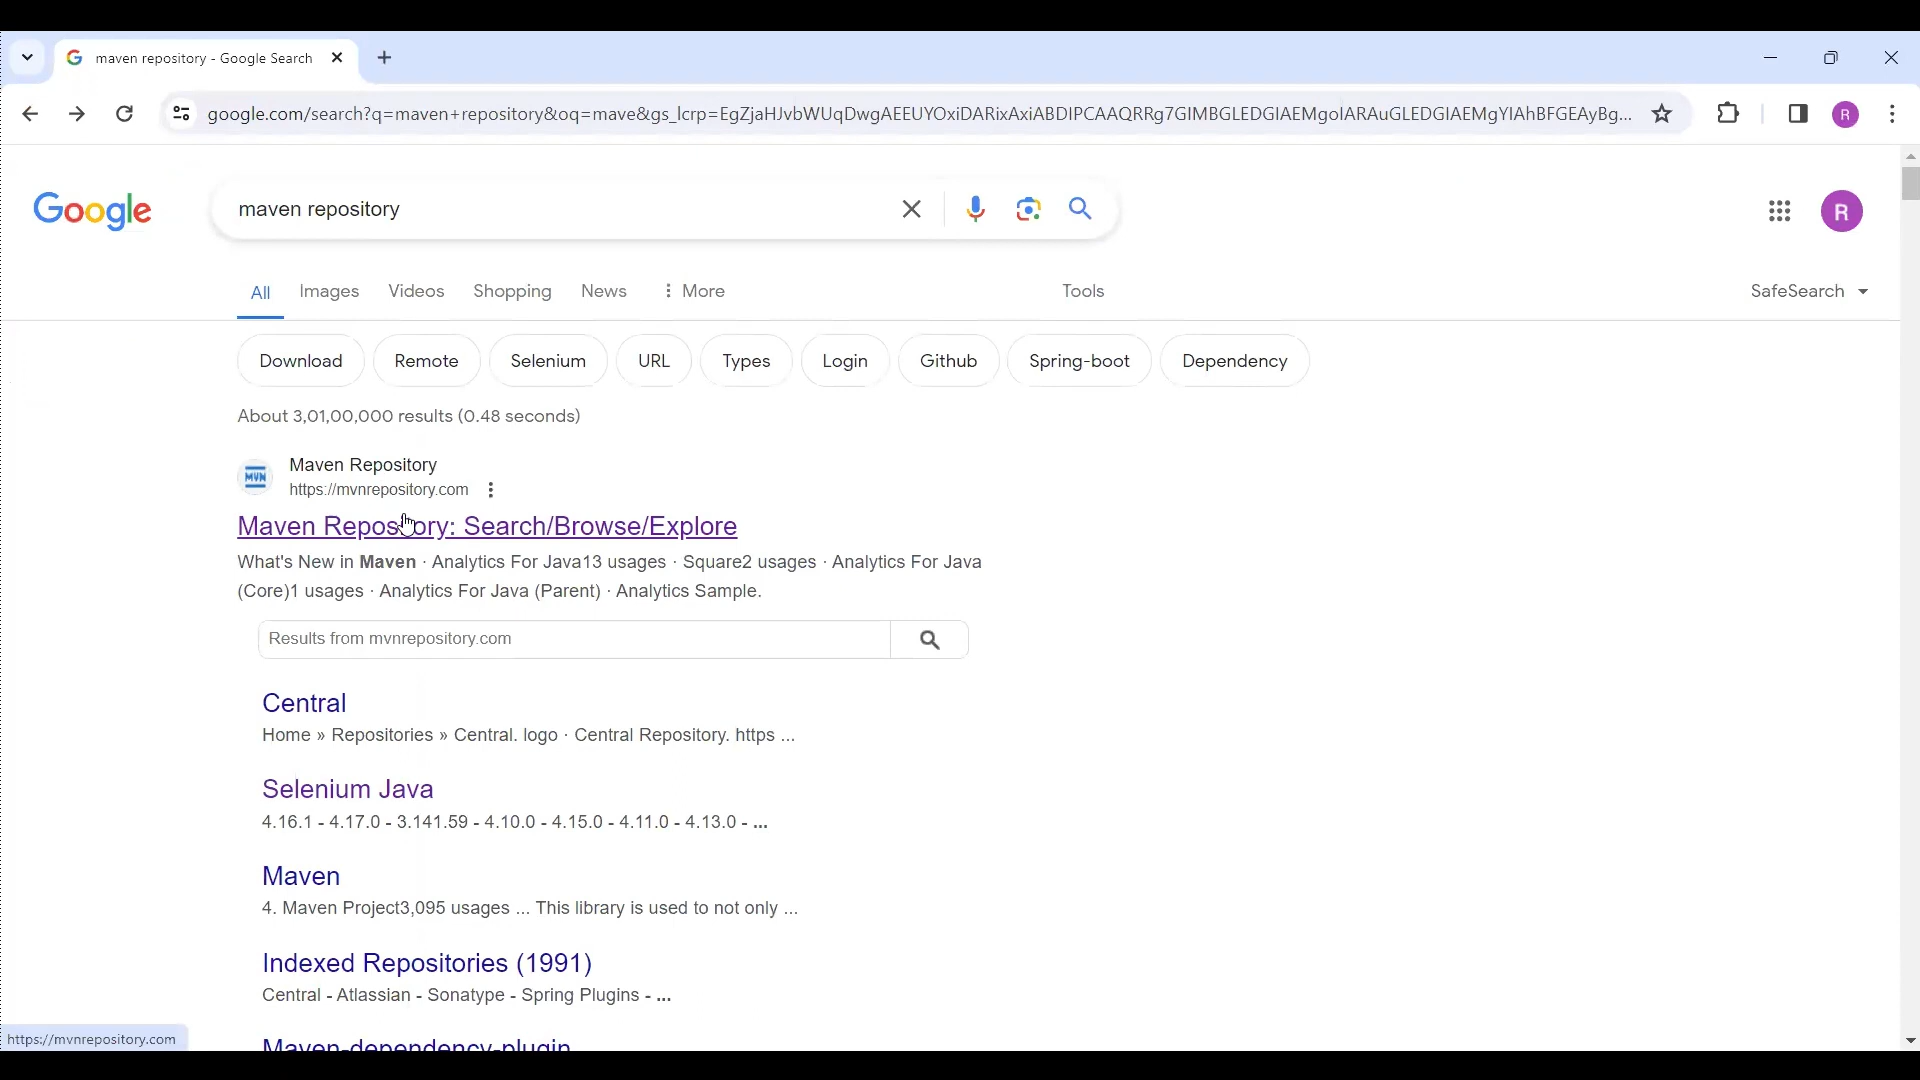 maven repository - Google Search
google.com/search?q=maven+repository&oq=mave&gs_lcrp=EgZjaHJvbWUqDwgAEEUYOxiDARixAxiABDIPCAAQRRg7GIMBGLEDGIAEMgoIARAuGLEDGIAEMgYIAhBFGEAyBg...
R
Google
maven repository
R
All Images Videos Shopping News More Tools SafeSearch
Download Remote Selenium URL Types Login Github Spring-boot Dependency
About 3,01,00,000 results (0.48 seconds)
MVN
Maven Repository
https://mvnrepository.com
Maven Repository: Search/Browse/Explore
What's New in Maven · Analytics For Java13 usages · Square2 usages · Analytics For Java
(Core)1 usages · Analytics For Java (Parent) · Analytics Sample.
Results from mvnrepository.com
Central
Home » Repositories » Central. logo · Central Repository. https ...
Selenium Java
4.16.1 - 4.17.0 - 3.141.59 - 4.10.0 - 4.15.0 - 4.11.0 - 4.13.0 - ...
Maven
4. Maven Project3,095 usages ... This library is used to not only ...
Indexed Repositories (1991)
Central - Atlassian - Sonatype - Spring Plugins - ...
Maven-dependency-plugin
https://mvnrepository.com